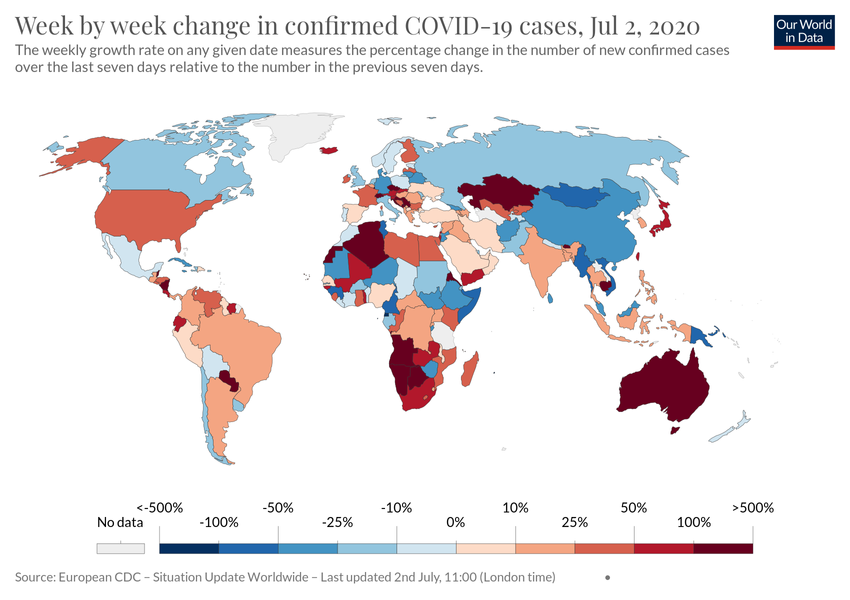 Week by week change in confirmed COVID-19 cases, Jul 2, 2020
Our World
in Data
The weekly growth rate on any given date measures the percentage change in the number of new confirmed cases
over the last seven days relative to the number in the previous seven days.
<-500% -50% -10% 10% 50% >500%
No data -100% -25% 0% 25% 100%
Source: European CDC – Situation Update Worldwide – Last updated 2nd July, 11:00 (London time)